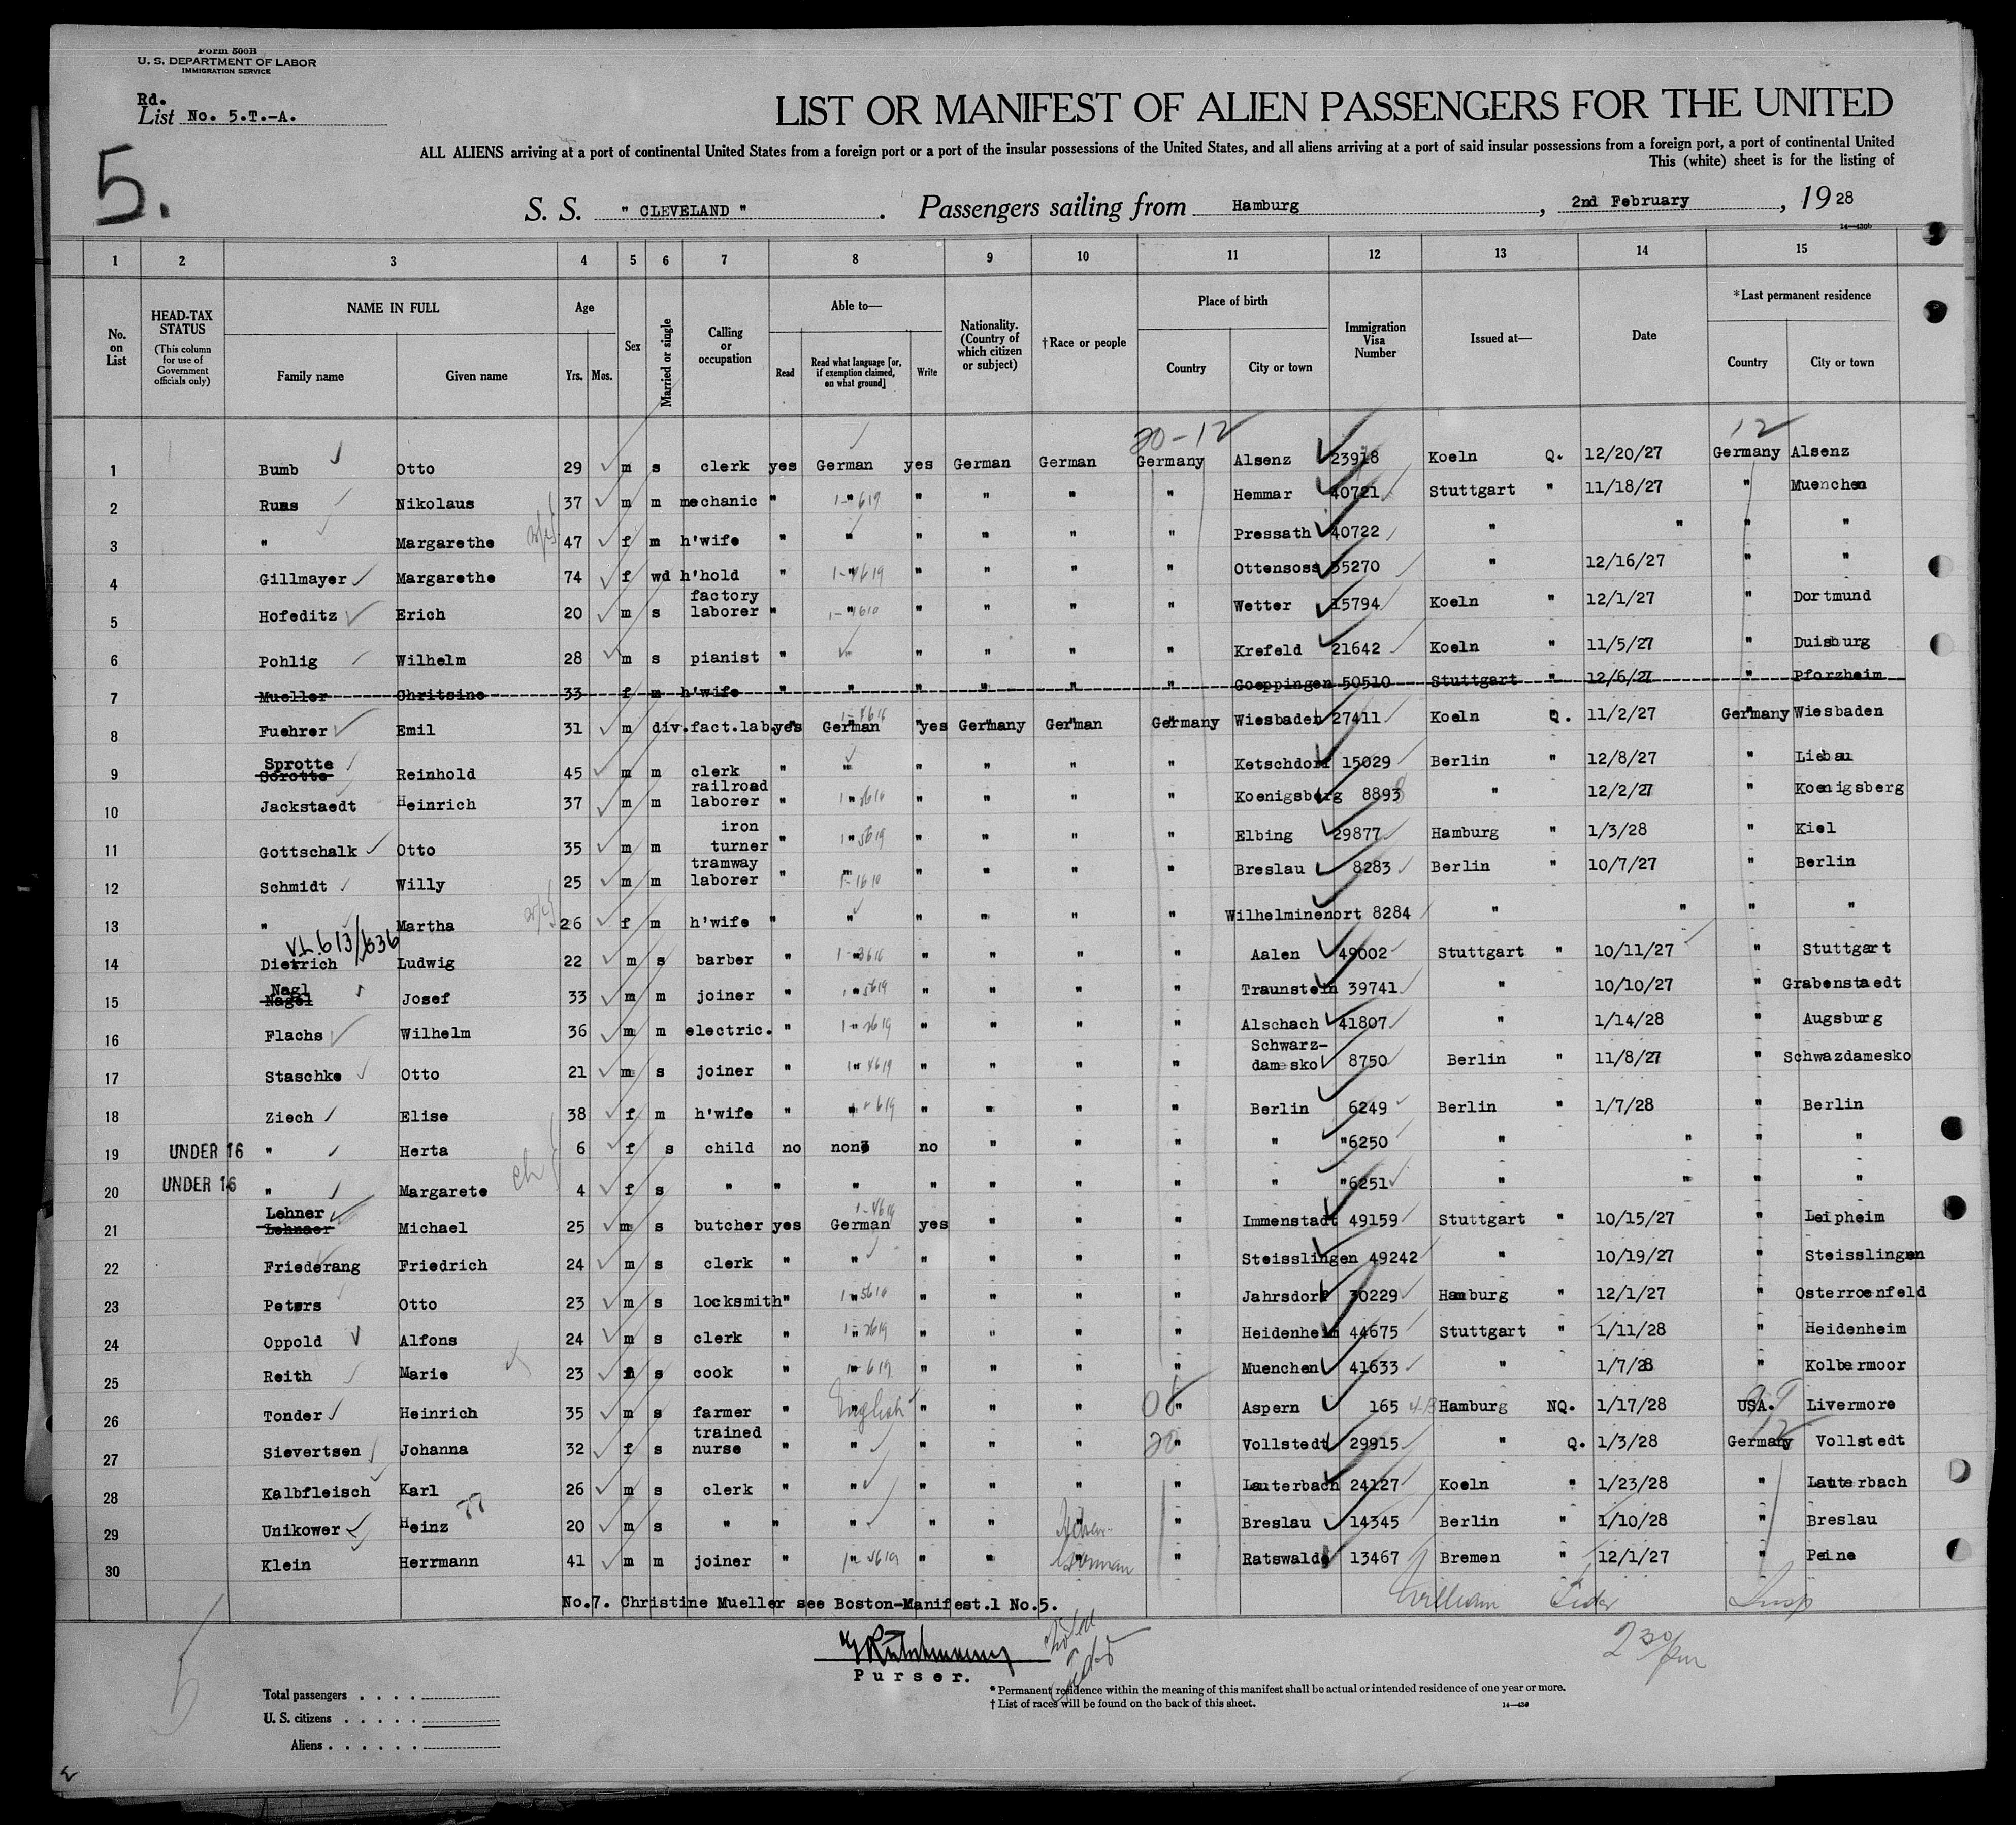 Form 500B
U. S. DEPARTMENT OF LABOR
IMMIGRATION SERVICE
Rd.
List No. 5.T.-A.
5.
LIST OR MANIFEST OF ALIEN PASSENGERS FOR THE UNITED
ALL ALIENS arriving at a port of continental United States from a foreign port or a port of the insular possessions of the United States, and all aliens arriving at a port of said insular possessions from a foreign port, a port of continental United
This (white) sheet is for the listing of
S. S. " CLEVELAND " . Passengers sailing from Hamburg , 2nd February , 19 28
14—430b
1 2 3 4 5 6 7 8 9 10 11 12 13 14 15
No. on List HEAD-TAX STATUS (This column for use of Government officials only) NAME IN FULL Family name Given name Age Yrs. Mos. Sex Married or single Calling or occupation Able to— Read Read what language [or, if exemption claimed, on what ground] Write Nationality. (Country of which citizen or subject) †Race or people Place of birth Country City or town Immigration Visa Number Issued at— Date *Last permanent residence Country City or town
20-12 12
1 Bumb Otto 29 m s clerk yes German yes German German Germany Alsenz 23918 Koeln Q. 12/20/27 Germany Alsenz
2 Russ Nikolaus 37 m m mechanic " " " " " " Hemmar 40721 Stuttgart " 11/18/27 " Muenchen
3 " Margarethe 47 f m h'wife " " " " " " Pressath 40722 " " " "
4 Gillmayer Margarethe 74 f wd h'hold " " " " " " Ottensoss 35270 " 12/16/27 " "
5 Hofeditz Erich 20 m s factory laborer " " " " " " Wetter 15794 Koeln " 12/1/27 " Dortmund
6 Pohlig Wilhelm 28 m s pianist " " " " " Krefeld 21642 Koeln " 11/5/27 " Duisburg
7 Mueller Chritsine 33 f m h'wife " " " " " " Goeppingen 50510 Stuttgart " 12/6/27 " Pforzheim
8 Fuehrer Emil 31 m div. fact.lab. yes German yes Germany German Germany Wiesbaden 27411 Koeln Q. 11/2/27 Germany Wiesbaden
9 Sprotte Scrotte Reinhold 45 m m clerk " " " " " " Ketschdorf 15029 Berlin " 12/8/27 " Liebau
10 Jackstaedt Heinrich 37 m m railroad laborer " " " " " " Koenigsberg 8893 " 12/2/27 " Koenigsberg
11 Gottschalk Otto 35 m m iron turner " " " " " " Elbing 29877 Hamburg " 1/3/28 " Kiel
12 Schmidt Willy 25 m m tramway laborer " " " " " " Breslau 8283 Berlin " 10/7/27 " Berlin
13 " Martha 26 f m h'wife " " " " " " Wilhelminenort 8284 " " " "
V.L.613/636
14 Dietrich Ludwig 22 m s barber " " " " " " Aalen 49002 Stuttgart " 10/11/27 " Stuttgart
15 Nagl Nagel Josef 33 m m joiner " " " " " " Traunstein 39741 " 10/10/27 " Grabenstaedt
16 Flachs Wilhelm 36 m m electric. " " " " " " Alschach 41807 " 1/14/28 " Augsburg
17 Staschke Otto 21 m s joiner " " " " " " Schwarz-damesko 8750 Berlin " 11/8/27 " Schwazdamesko
18 Ziech Elise 38 f m h'wife " " " " " " Berlin 6249 Berlin " 1/7/28 " Berlin
19 UNDER 16 " Herta 6 f s child no none no " " " " "6250 " " " "
20 UNDER 16 " Margarete 4 f s " " " " " " " " "6251 " " " "
21 Lehner Lehnaer Michael 25 m s butcher yes German yes " " " Immenstadt 49159 Stuttgart " 10/15/27 " Leipheim
22 Friederang Friedrich 24 m s clerk " " " " " " Steisslingen 49242 " 10/19/27 " Steisslingen
23 Peters Otto 23 m s locksmith " " " " " " Jahrsdorf 30229 Hamburg " 12/1/27 " Osterroenfeld
24 Oppold Alfons 24 m s clerk " " " " " " Heidenheim 44675 Stuttgart " 1/11/28 " Heidenheim
25 Reith Marie 23 f s cook " " " " " " Muenchen 41633 " 1/7/28 " Kolbermoor
26 Tonder Heinrich 35 m s farmer " English " " " " Aspern 165 Hamburg NQ. 1/17/28 USA. Livermore
27 Sievertsen Johanna 32 f s trained nurse " " " " " 20 " Vollstedt 29915 " Q. 1/3/28 Germany 12 Vollstedt
28 Kalbfleisch Karl 26 m s clerk " " " " " " Lauterbach 24127 Koeln " 1/23/28 " Lauterbach
29 Unikower Heinz 20 m s " " " " " Hebrew " Breslau 14345 Berlin " 1/10/28 " Breslau
30 Klein Herrmann 41 m m joiner " " " " German " Ratswalde 13467 Bremen " 12/1/27 " Peine
No.7. Christine Mueller see Boston-Manifest.1 No.5.
William Insp
Purser.
2 30/pm
5
Total passengers . . . .
U. S. citizens . . . . .
Aliens . . . . . .
* Permanent residence within the meaning of this manifest shall be actual or intended residence of one year or more.
† List of races will be found on the back of this sheet.
14—430